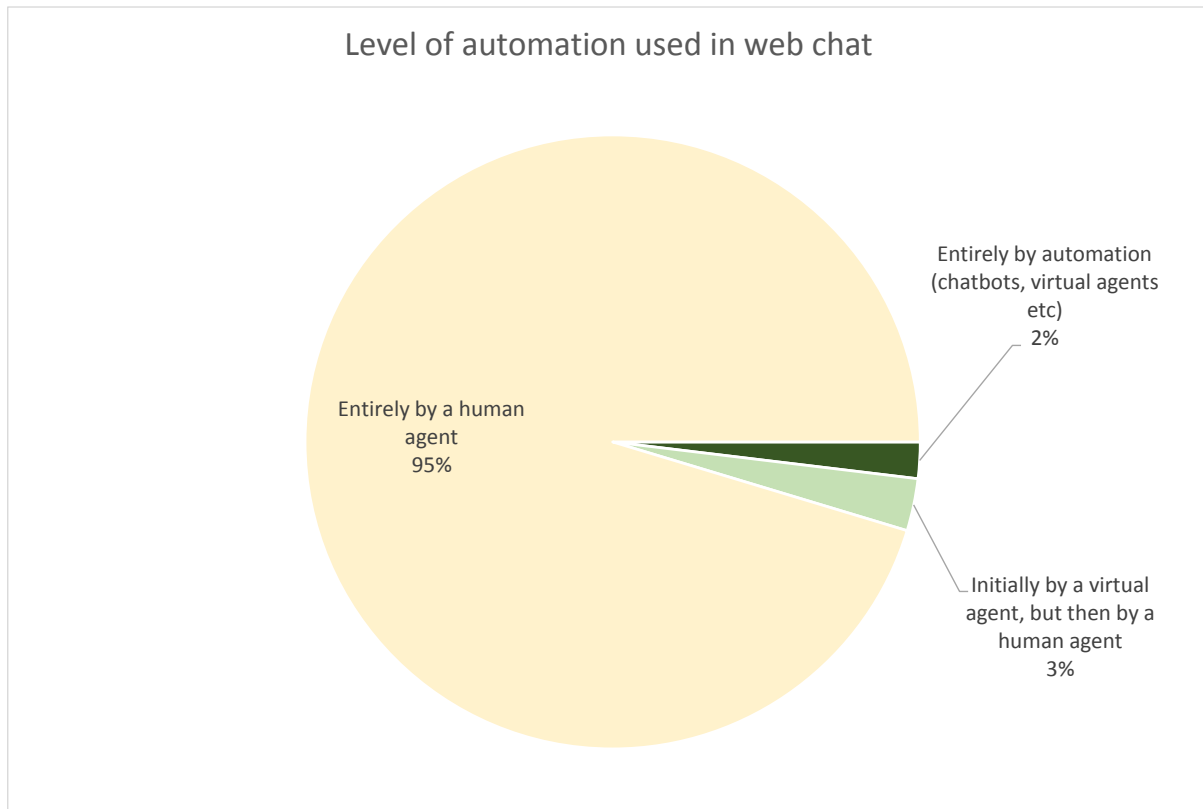 Level of automation used in web chat
Entirely by automation
(chatbots, virtual agents
etc)
2%
Entirely by a human
agent
95%
Initially by a virtual
agent, but then by a
human agent
3%